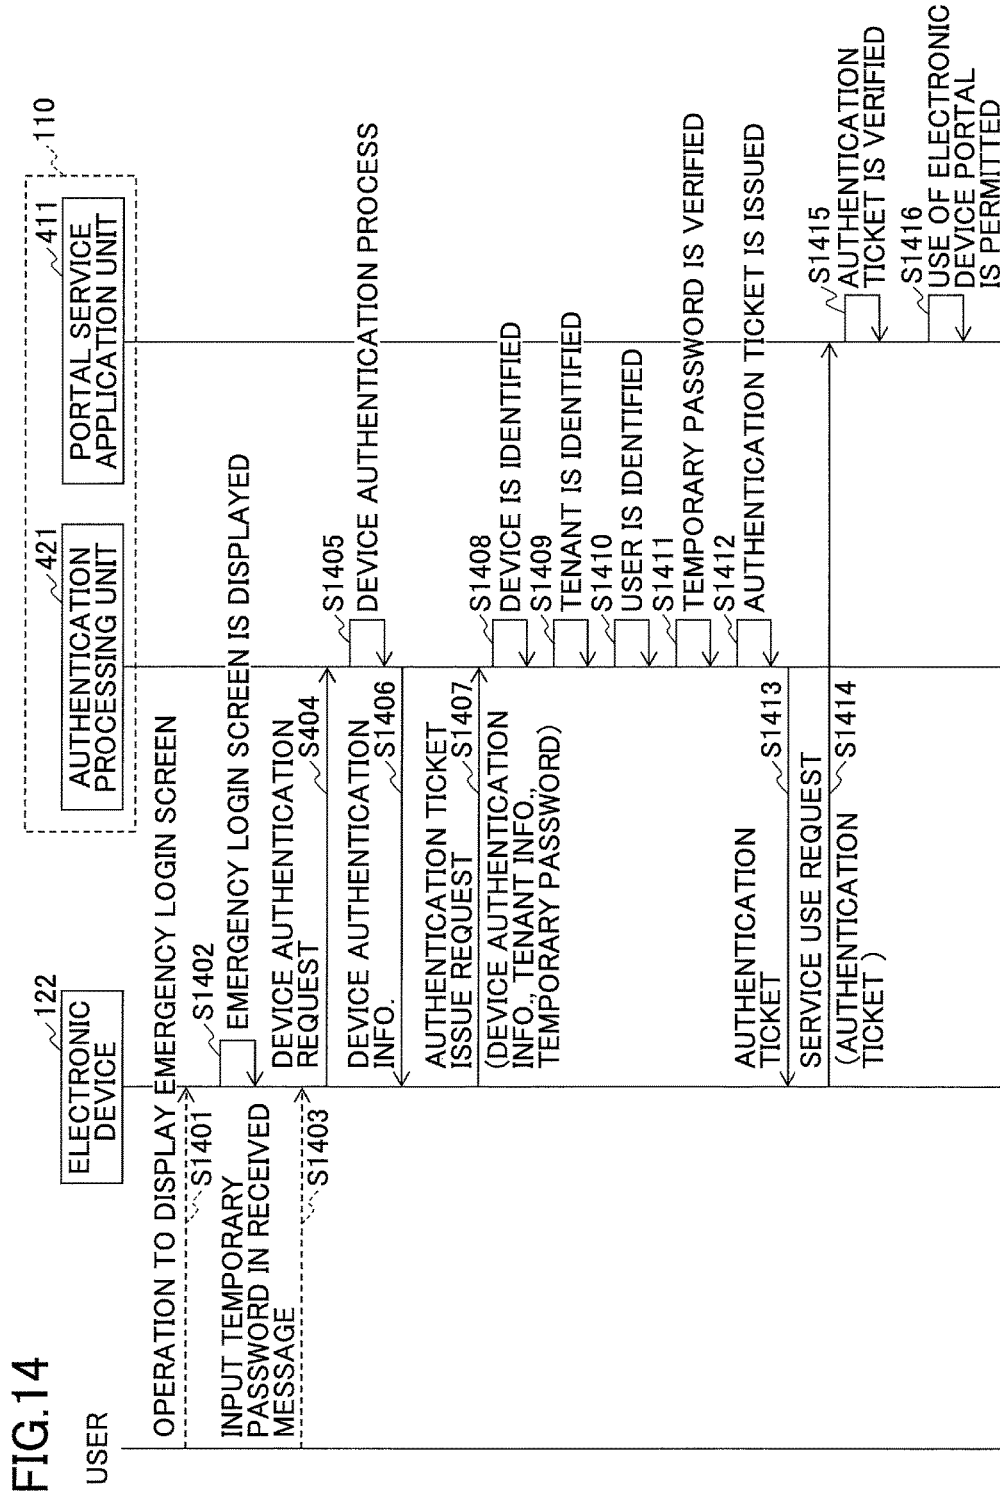 FIG.14
USER
122
ELECTRONIC
DEVICE
421
AUTHENTICATION
PROCESSING UNIT
411
PORTAL SERVICE
APPLICATION UNIT
110
OPERATION TO DISPLAY EMERGENCY LOGIN SCREEN
S1401
S1402
EMERGENCY LOGIN SCREEN IS DISPLAYED
INPUT TEMPORARY
PASSWORD IN RECEIVED
MESSAGE
S1403
DEVICE AUTHENTICATION
REQUEST
S404
S1405
DEVICE AUTHENTICATION PROCESS
DEVICE AUTHENTICATION
INFO.
S1406
AUTHENTICATION TICKET
ISSUE REQUEST
S1407
(DEVICE AUTHENTICATION
INFO., TENANT INFO.,
TEMPORARY PASSWORD)
S1408
DEVICE IS IDENTIFIED
S1409
TENANT IS IDENTIFIED
S1410
USER IS IDENTIFIED
S1411
TEMPORARY PASSWORD IS VERIFIED
S1412
AUTHENTICATION TICKET IS ISSUED
AUTHENTICATION
TICKET
S1413
SERVICE USE REQUEST
S1414
(AUTHENTICATION
TICKET )
S1415
AUTHENTICATION
TICKET IS VERIFIED
S1416
USE OF ELECTRONIC
DEVICE PORTAL
IS PERMITTED